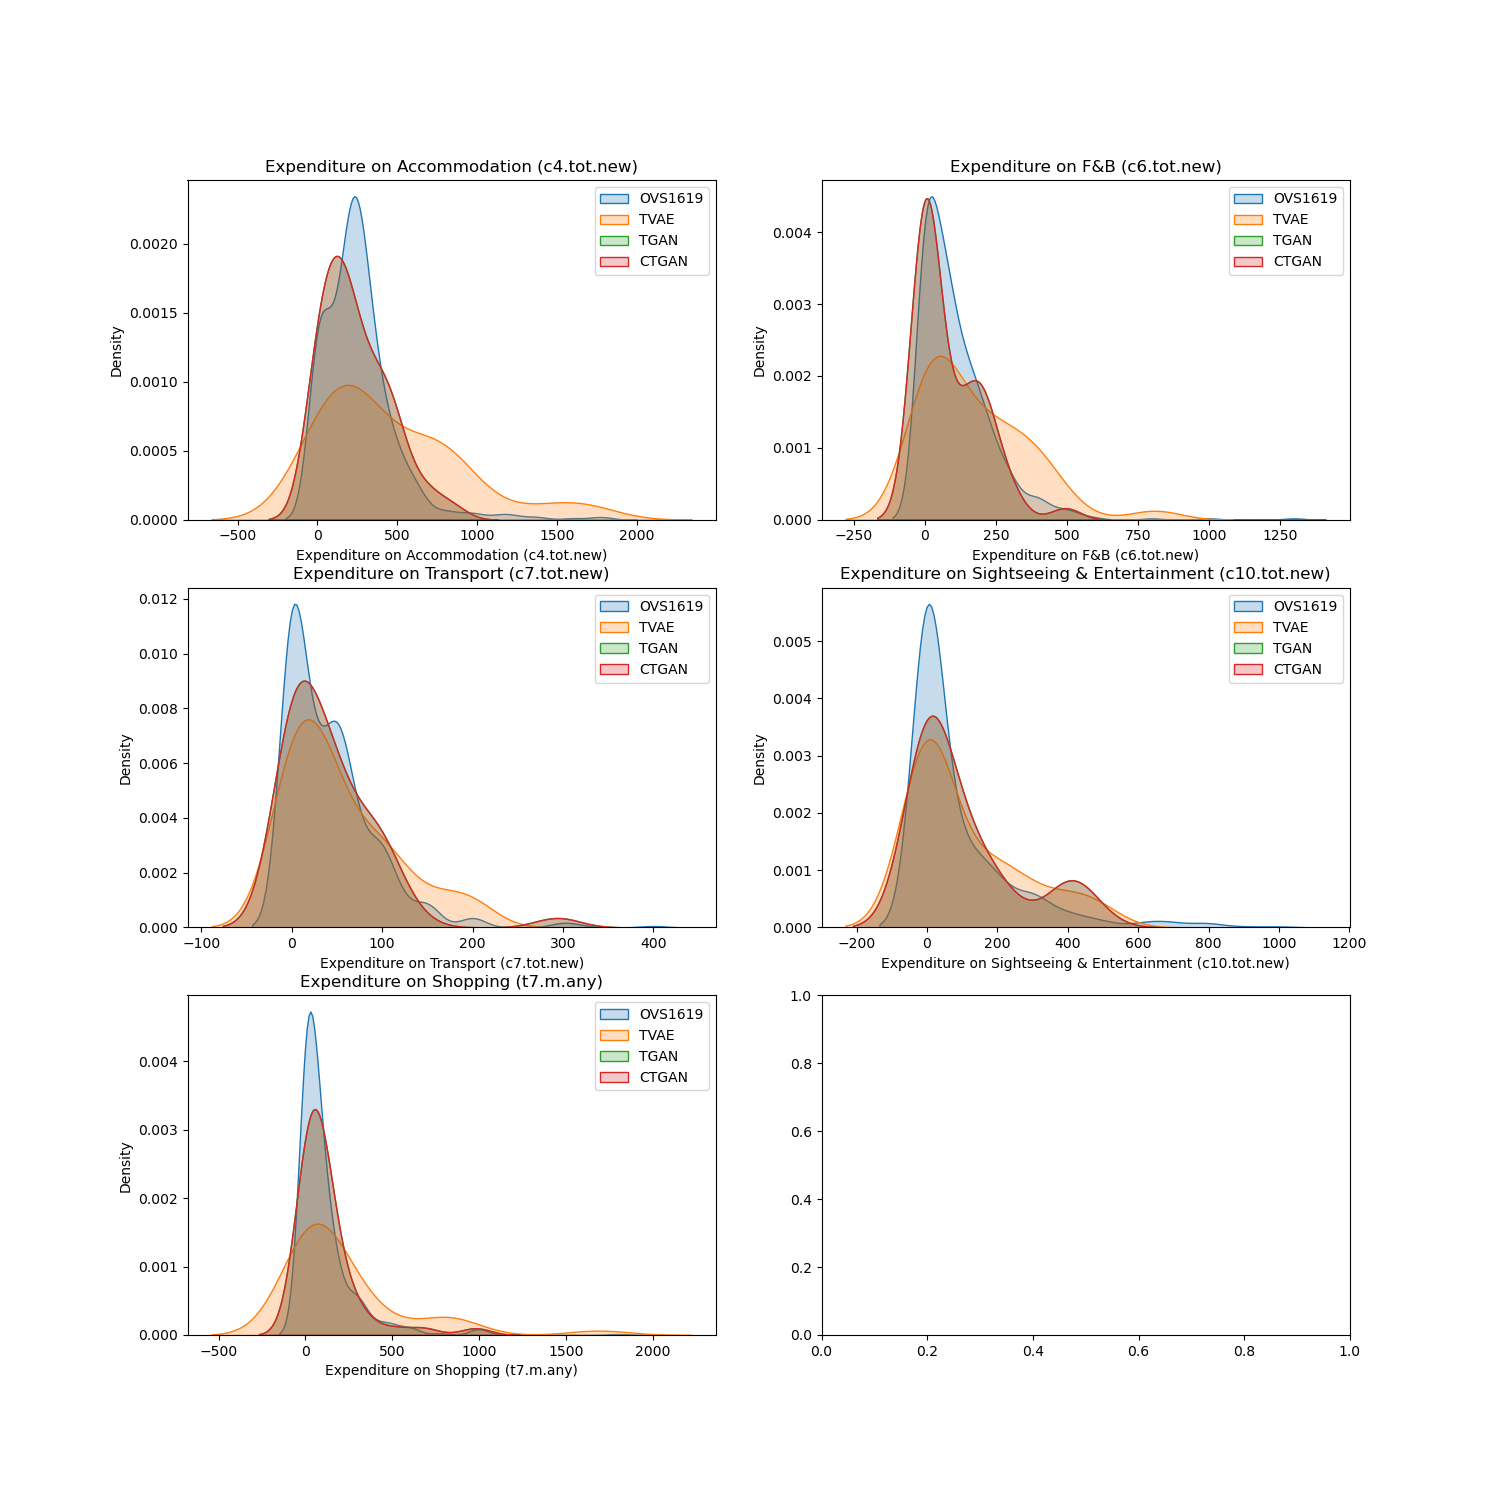 Expenditure on Accommodation (c4.tot.new)
OVS1619
TVAE
TGAN
CTGAN
Density
0.0020
0.0015
0.0010
0.0005
0.0000
−500 0 500 1000 1500 2000
Expenditure on Accommodation (c4.tot.new)
Expenditure on F&B (c6.tot.new)
OVS1619
TVAE
TGAN
CTGAN
Density
0.004
0.003
0.002
0.001
0.000
−250 0 250 500 750 1000 1250
Expenditure on F&B (c6.tot.new)
Expenditure on Transport (c7.tot.new)
OVS1619
TVAE
TGAN
CTGAN
Density
0.012
0.010
0.008
0.006
0.004
0.002
0.000
−100 0 100 200 300 400
Expenditure on Transport (c7.tot.new)
Expenditure on Sightseeing & Entertainment (c10.tot.new)
OVS1619
TVAE
TGAN
CTGAN
Density
0.005
0.004
0.003
0.002
0.001
0.000
−200 0 200 400 600 800 1000 1200
Expenditure on Sightseeing & Entertainment (c10.tot.new)
Expenditure on Shopping (t7.m.any)
OVS1619
TVAE
TGAN
CTGAN
Density
0.004
0.003
0.002
0.001
0.000
−500 0 500 1000 1500 2000
Expenditure on Shopping (t7.m.any)
1.0
0.8
0.6
0.4
0.2
0.0
0.0 0.2 0.4 0.6 0.8 1.0